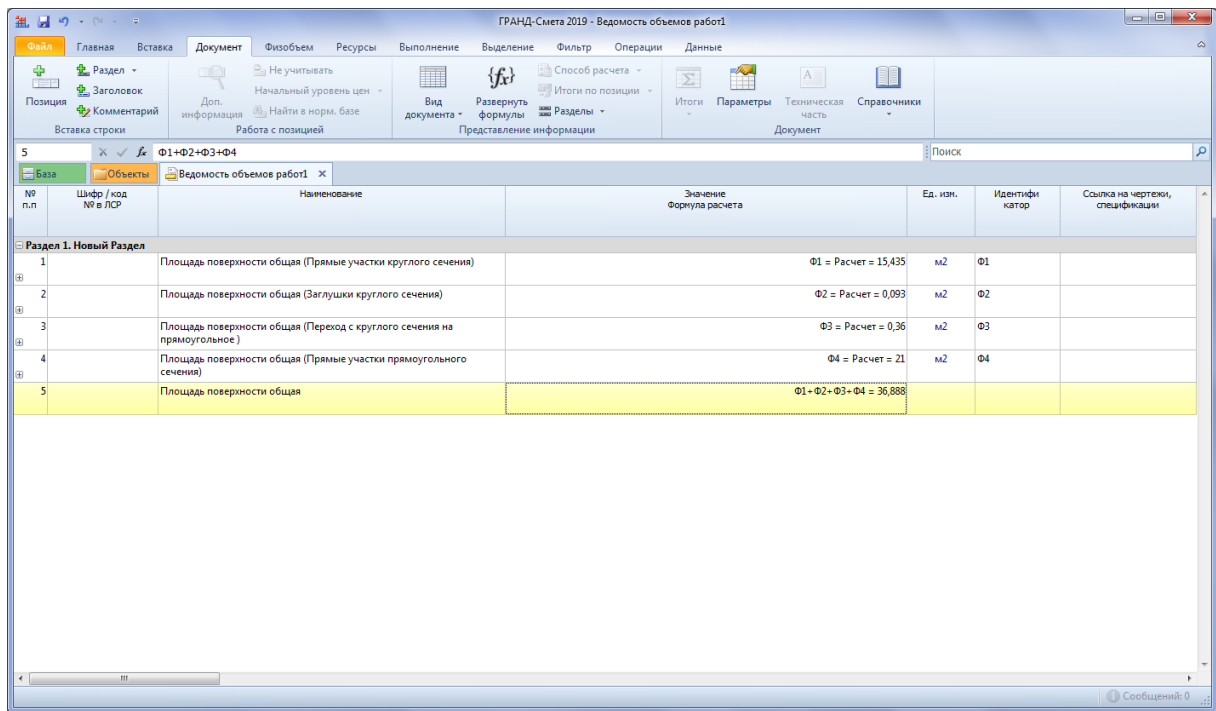 ГРАНД-Смета 2019 - Ведомость объемов работ1
Файл Главная Вставка Документ Физобъем Ресурсы Выполнение Выделение Фильтр Операции Данные
Позиция
Раздел
Заголовок
Комментарий
Вставка строки
Доп. информация
Не учитывать
Начальный уровень цен
Найти в норм. базе
Работа с позицией
Вид документа
{fx}
Развернуть формулы
Способ расчета
Итоги по позиции
Разделы
Представление информации
Σ
Итоги
Параметры
A
Техническая часть
Справочники
Документ
5 fx Ф1+Ф2+Ф3+Ф4 Поиск
База Объекты Ведомость объемов работ1
№ п.п Шифр / код № в ЛСР Наименование Значение Формула расчета Ед. изм. Идентифи катор Ссылка на чертежи, спецификации
Раздел 1. Новый Раздел
1 Площадь поверхности общая (Прямые участки круглого сечения) Ф1 = Расчет = 15,435 м2 Ф1
2 Площадь поверхности общая (Заглушки круглого сечения) Ф2 = Расчет = 0,093 м2 Ф2
3 Площадь поверхности общая (Переход с круглого сечения на Ф3 = Расчет = 0,36 м2 Ф3
прямоугольное )
4 Площадь поверхности общая (Прямые участки прямоугольного Ф4 = Расчет = 21 м2 Ф4
сечения)
5 Площадь поверхности общая Ф1+Ф2+Ф3+Ф4 = 36,888
Сообщений: 0